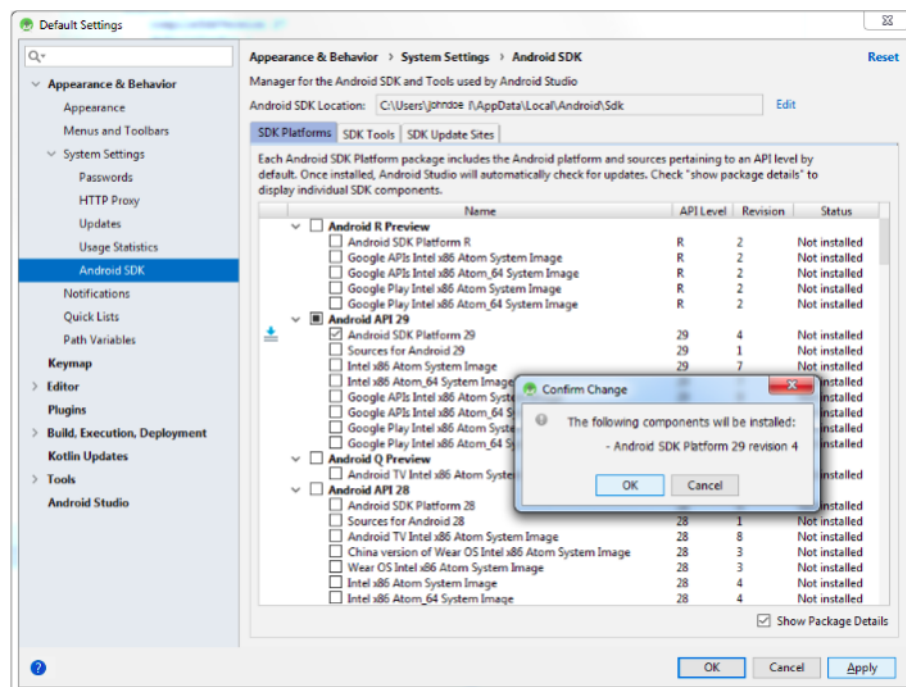 Default Settings
Appearance & Behavior
Appearance
Menus and Toolbars
System Settings
Passwords
HTTP Proxy
Updates
Usage Statistics
Android SDK
Notifications
Quick Lists
Path Variables
Keymap
Editor
Plugins
Build, Execution, Deployment
Kotlin Updates
Tools
Android Studio
Appearance & Behavior > System Settings > Android SDK Reset
Manager for the Android SDK and Tools used by Android Studio
Android SDK Location: C:\Users\johndoe l\AppData\Local\Android\Sdk Edit
SDK Platforms SDK Tools SDK Update Sites
Each Android SDK Platform package includes the Android platform and sources pertaining to an API level by
default. Once installed, Android Studio will automatically check for updates. Check "show package details" to
display individual SDK components.
Name API Level Revision Status
Android R Preview
Android SDK Platform R R 2 Not installed
Google APIs Intel x86 Atom System Image R 2 Not installed
Google APIs Intel x86 Atom_64 System Image R 2 Not installed
Google Play Intel x86 Atom System Image R 2 Not installed
Google Play Intel x86 Atom_64 System Image R 2 Not installed
Android API 29
Android SDK Platform 29 29 4 Not installed
Sources for Android 29 29 1 Not installed
Intel x86 Atom System Image 29 7 Not installed
Intel x86 Atom_64 System Image
Google APIs Intel x86 Atom Syste nstalled
Google APIs Intel x86 Atom_64 S nstalled
Google Play Intel x86 Atom Syste nstalled
Google Play Intel x86 Atom_64 Sy nstalled
Android Q Preview
Android TV Intel x86 Atom Syste nstalled
Android API 28
Android SDK Platform 28 nstalled
Sources for Android 28 28 1 Not installed
Android TV Intel x86 Atom System Image 28 8 Not installed
China version of Wear OS Intel x86 Atom System Image 28 3 Not installed
Wear OS Intel x86 Atom System Image 28 3 Not installed
Intel x86 Atom System Image 28 4 Not installed
Intel x86 Atom_64 System Image 28 4 Not installed
Confirm Change
The following components will be installed:
- Android SDK Platform 29 revision 4
OK Cancel
Show Package Details
OK Cancel Apply